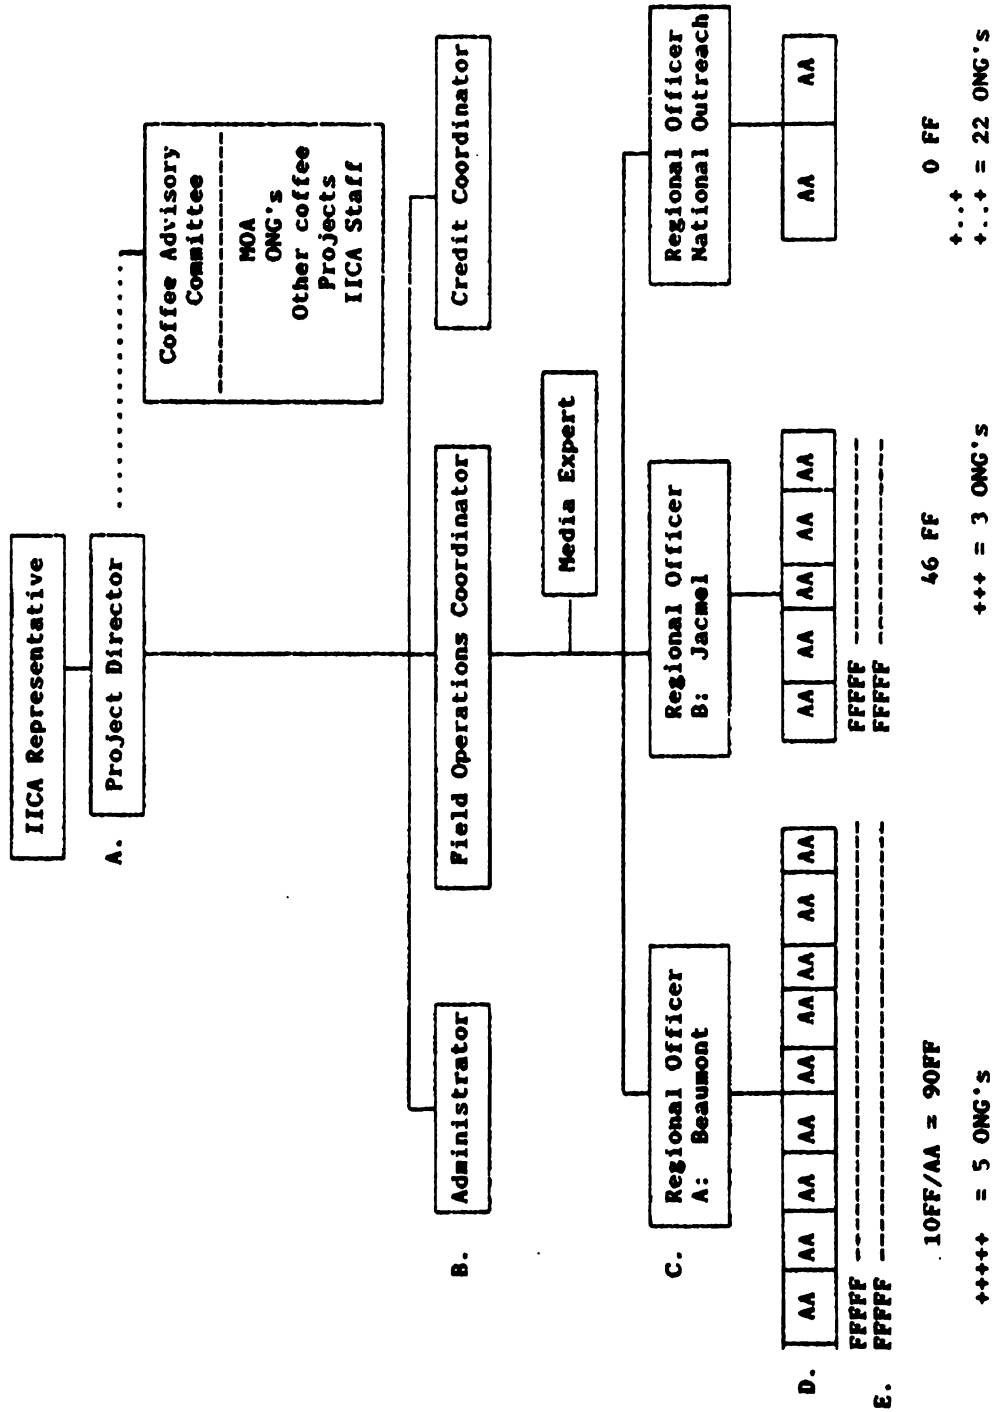 IICA Representative
A. Project Director
Coffee Advisory
Committee
MOA
ONG's
Other coffee
Projects
IICA Staff
B. Administrator
Field Operations Coordinator
Credit Coordinator
Media Expert
C. Regional Officer
A: Beaumont
Regional Officer
B: Jacmel
Regional Officer
National Outreach
D. AA AA AA AA AA AA AA AA AA
AA AA AA AA AA
AA AA
FFFFF
E. FFFFF
FFFFF
FFFFF
10FF/AA = 90FF
46 FF
0 FF
+++++ = 5 ONG's
+++ = 3 ONG's
+..+
+..+ = 22 ONG's